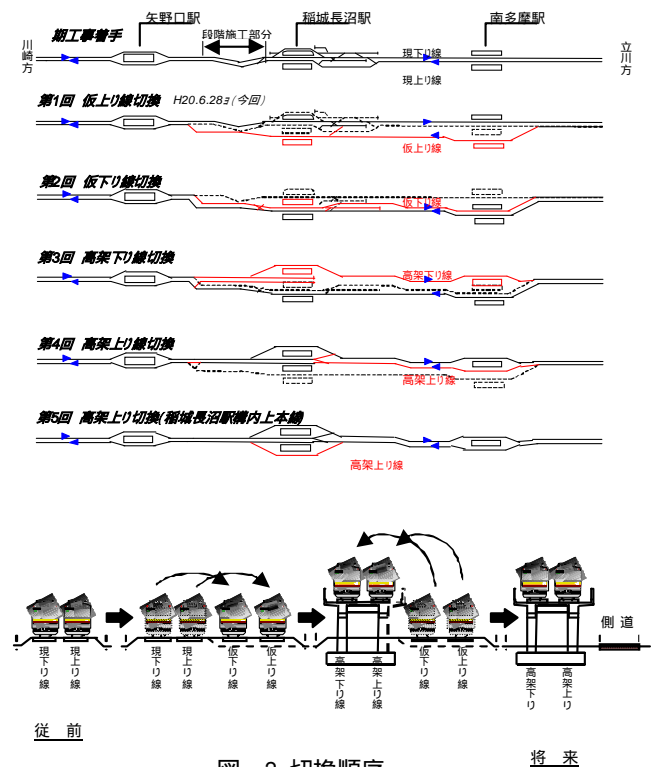 矢野口駅
稲城長沼駅
南多摩駅
川崎方
段階施工部分
立川方
期工事着手
現下り線
現上り線
第1回 仮上り線切換 H20.6.28ヨ(今回)
仮上り線
第2回 仮下り線切換
仮下り線
第3回 高架下り線切換
高架下り線
第4回 高架上り線切換
高架上り線
第5回 高架上り切換(稲城長沼駅構内上本線)
高架上り線
現下り線
現上り線
現下り線
現上り線
仮下り線
仮上り線
高架下り線
高架上り線
仮下り線
仮上り線
高架下り
高架上り
側道
従前
将来
図 2 切換順序